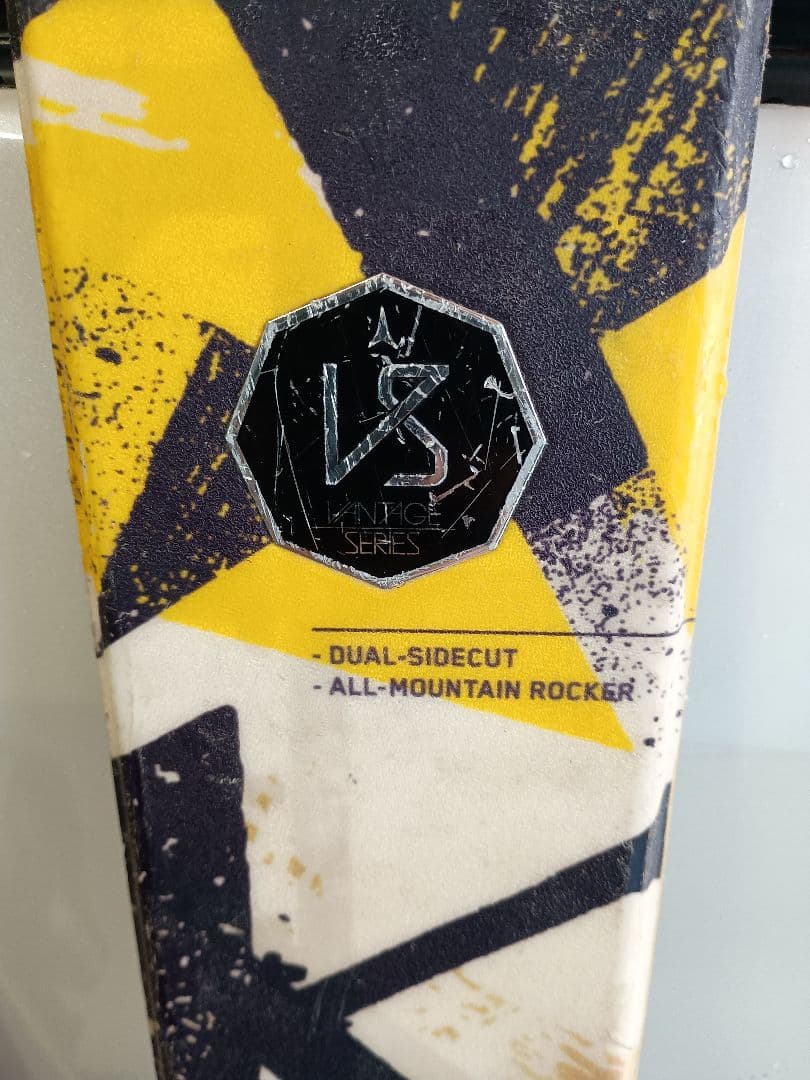 VS
VANTAGE
SERIES
- DUAL-SIDECUT
- ALL-MOUNTAIN ROCKER